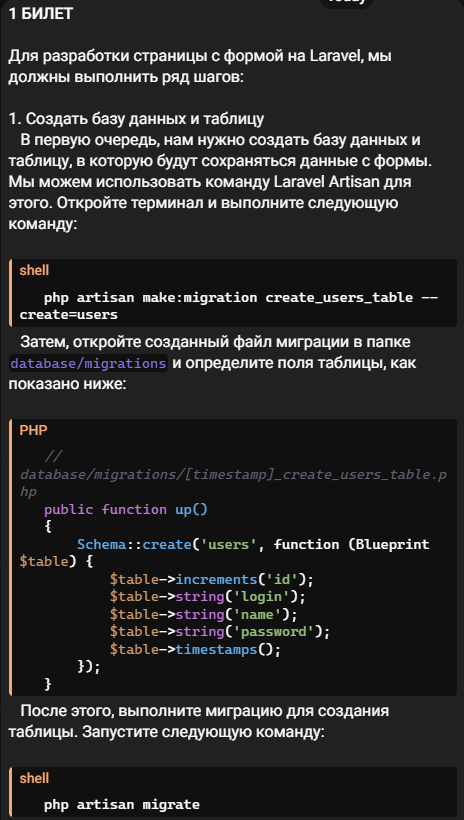 Today
1 БИЛЕТ
Для разработки страницы с формой на Laravel, мы
должны выполнить ряд шагов:
1. Создать базу данных и таблицу
В первую очередь, нам нужно создать базу данных и
таблицу, в которую будут сохраняться данные с формы.
Мы можем использовать команду Laravel Artisan для
этого. Откройте терминал и выполните следующую
команду:
shell
php artisan make:migration create_users_table --
create=users
Затем, откройте созданный файл миграции в папке
database/migrations и определите поля таблицы, как
показано ниже:
PHP
//
database/migrations/[timestamp]_create_users_table.p
hp
public function up()
{
Schema::create('users', function (Blueprint
$table) {
$table->increments('id');
$table->string('login');
$table->string('name');
$table->string('password');
$table->timestamps();
});
}
После этого, выполните миграцию для создания
таблицы. Запустите следующую команду:
shell
php artisan migrate